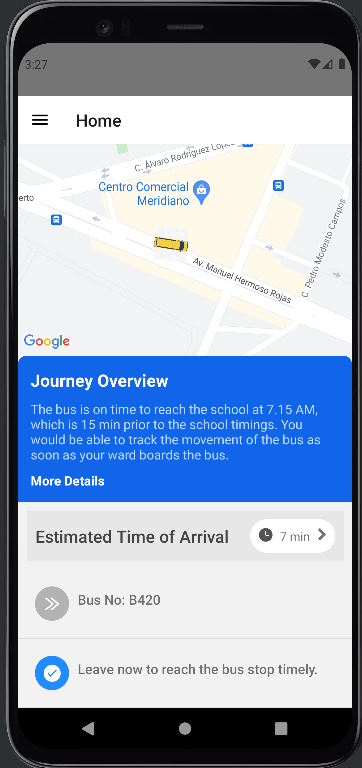 3:27
Home
C. Álvaro Rodríguez López
Centro Comercial
Meridiano
erto
Av. Manuel Hermoso Rojas
C. Pedro Modesto Campos
Google
Journey Overview
The bus is on time to reach the school at 7.15 AM,
which is 15 min prior to the school timings. You
would be able to track the movement of the bus as
soon as your ward boards the bus.
More Details
Estimated Time of Arrival
7 min
Bus No: B420
Leave now to reach the bus stop timely.